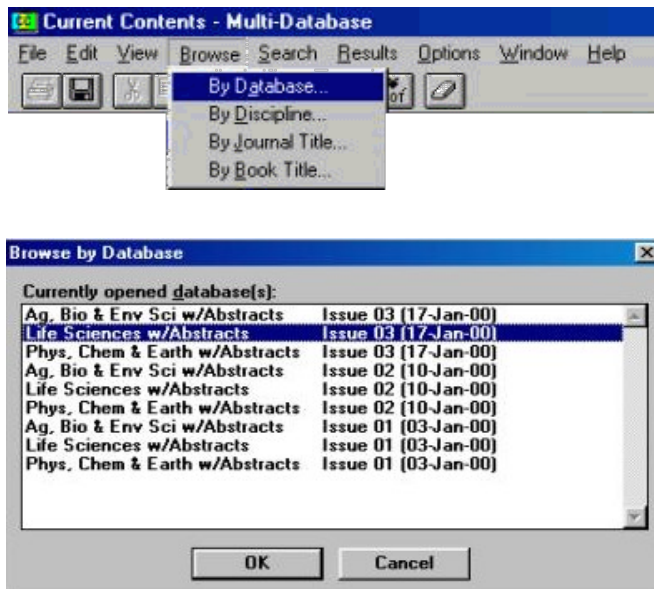 Current Contents - Multi-Database
File Edit View Browse Search Results Options Window Help
By Database...
of
By Discipline...
By Journal Title...
By Book Title...
Browse by Database
Currently opened database(s):
Ag, Bio & Env Sci w/Abstracts Issue 03 (17-Jan-00)
Life Sciences w/Abstracts Issue 03 (17-Jan-00)
Phys, Chem & Earth w/Abstracts Issue 03 (17-Jan-00)
Ag, Bio & Env Sci w/Abstracts Issue 02 (10-Jan-00)
Life Sciences w/Abstracts Issue 02 (10-Jan-00)
Phys, Chem & Earth w/Abstracts Issue 02 (10-Jan-00)
Ag, Bio & Env Sci w/Abstracts Issue 01 (03-Jan-00)
Life Sciences w/Abstracts Issue 01 (03-Jan-00)
Phys, Chem & Earth w/Abstracts Issue 01 (03-Jan-00)
OK Cancel